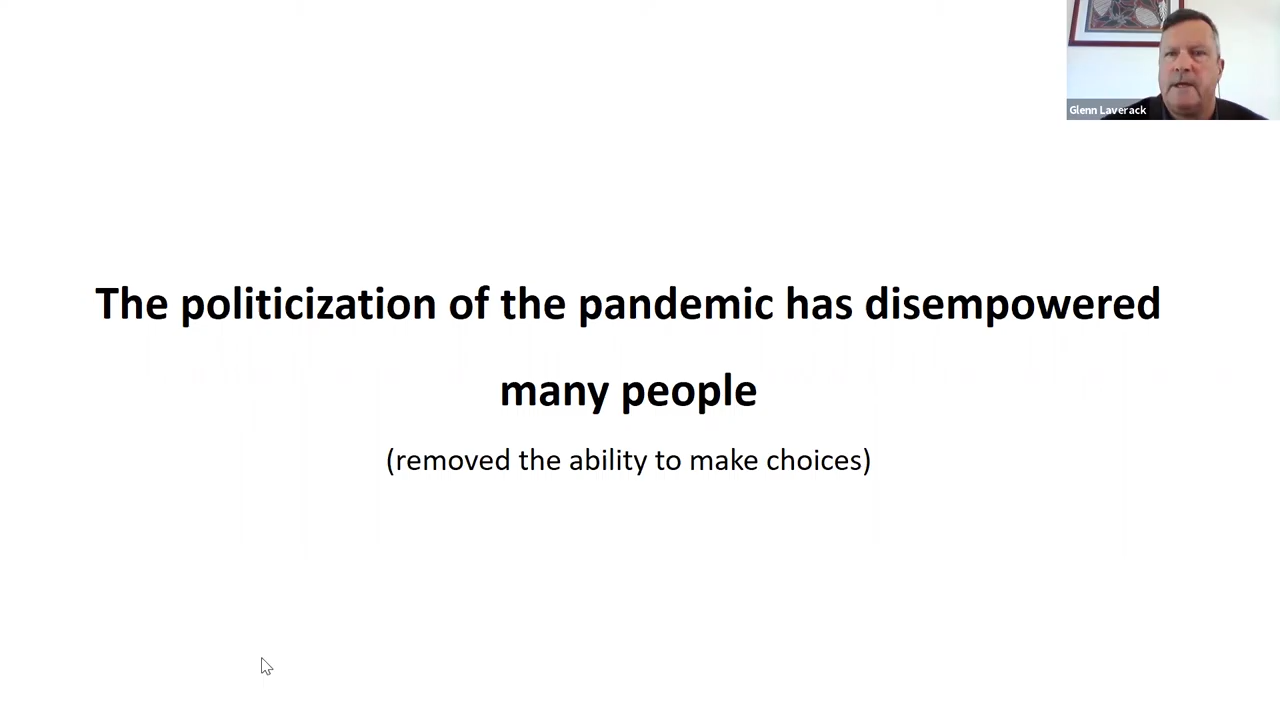 Glenn Laverack
The politicization of the pandemic has disempowered
many people
(removed the ability to make choices)